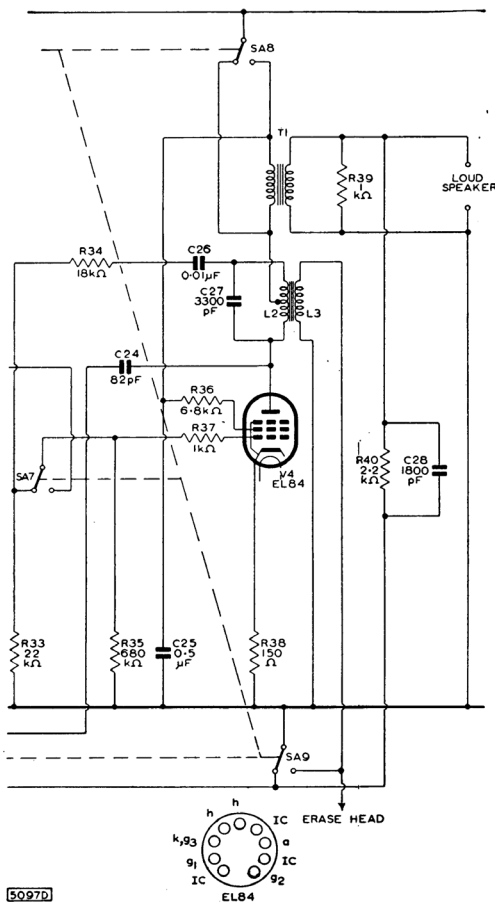 SA8
T1
R39
1
kΩ
LOUD
SPEAKER
R34
18kΩ
C26
0·01μF
C27
3300
pF
L2
L3
C24
82pF
R36
6·8kΩ
R37
1kΩ
V4
EL84
SA7
R40
2·2
kΩ
C28
1800
pF
R33
22
kΩ
R35
680
kΩ
C25
0·5
μF
R38
150
Ω
SA9
ERASE HEAD
h
h
IC
k,g3
a
g1
IC
IC
g2
EL84
5097D